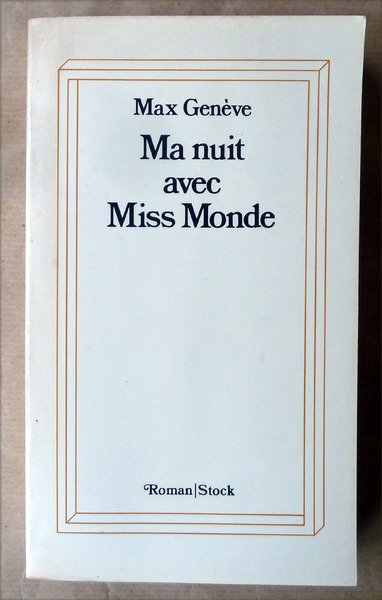 Max Genève
Ma nuit
avec
Miss Monde
Roman|Stock